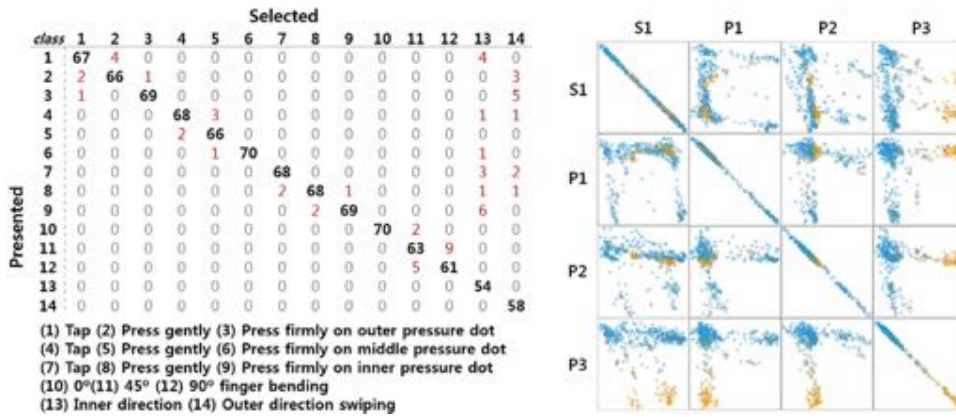 Selected
class 1 2 3 4 5 6 7 8 9 10 11 12 13 14
Presented
1 67 4 0 0 0 0 0 0 0 0 0 0 4 0
2 2 66 1 0 0 0 0 0 0 0 0 0 0 3
3 1 0 69 0 0 0 0 0 0 0 0 0 0 5
4 0 0 0 68 3 0 0 0 0 0 0 0 1 1
5 0 0 0 2 66 0 0 0 0 0 0 0 0 0
6 0 0 0 0 1 70 0 0 0 0 0 0 1 0
7 0 0 0 0 0 0 68 0 0 0 0 0 3 2
8 0 0 0 0 0 0 2 68 1 0 0 0 1 1
9 0 0 0 0 0 0 0 2 69 0 0 0 6 0
10 0 0 0 0 0 0 0 0 0 70 2 0 0 0
11 0 0 0 0 0 0 0 0 0 0 63 9 0 0
12 0 0 0 0 0 0 0 0 0 0 5 61 0 0
13 0 0 0 0 0 0 0 0 0 0 0 0 54 0
14 0 0 0 0 0 0 0 0 0 0 0 0 0 58
(1) Tap (2) Press gently (3) Press firmly on outer pressure dot
(4) Tap (5) Press gently (6) Press firmly on middle pressure dot
(7) Tap (8) Press gently (9) Press firmly on inner pressure dot
(10) 0º(11) 45º (12) 90º finger bending
(13) Inner direction (14) Outer direction swiping
S1 P1 P2 P3
S1
P1
P2
P3